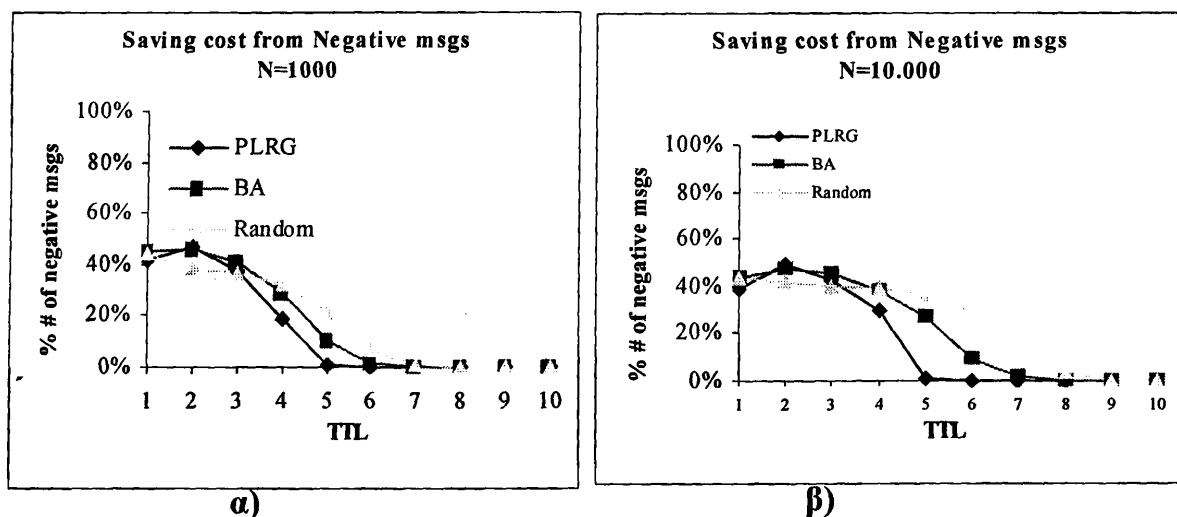 Saving cost from Negative msgs
N=1000
% # of negative msgs
100%
80%
60%
40%
20%
0%
PLRG
BA
Random
1 2 3 4 5 6 7 8 9 10
TTL
α)
Saving cost from Negative msgs
N=10.000
% # of negative msgs
100%
80%
60%
40%
20%
0%
PLRG
BA
Random
1 2 3 4 5 6 7 8 9 10
TTL
β)